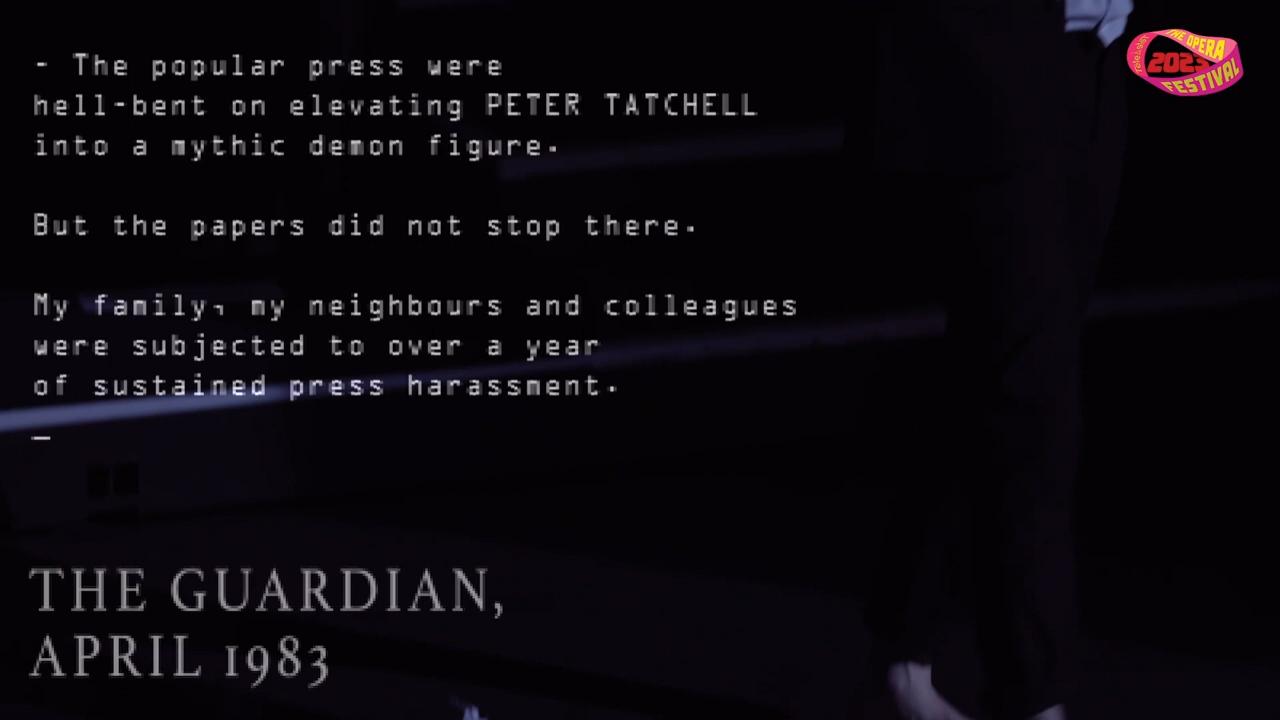 - The popular press were
hell-bent on elevating PETER TATCHELL
into a mythic demon figure.
But the papers did not stop there.
My family, my neighbours and colleagues
were subjected to over a year
of sustained press harassment.
THE GUARDIAN,
APRIL 1983
THE OPERA
2023
FESTIVAL